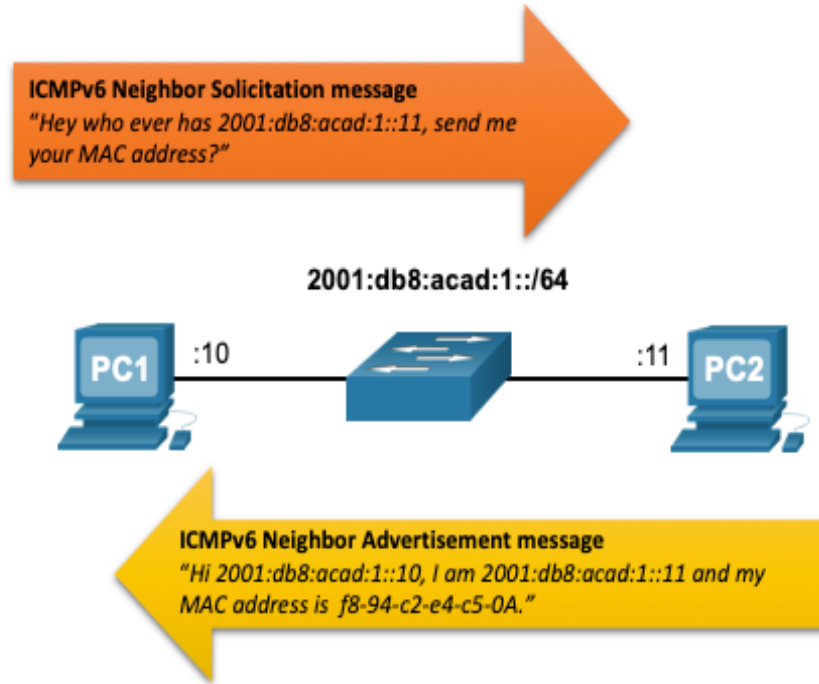 ICMPv6 Neighbor Solicitation message
"Hey who ever has 2001:db8:acad:1::11, send me
your MAC address?"
2001:db8:acad:1::/64
PC1
:10
:11
PC2
ICMPv6 Neighbor Advertisement message
"Hi 2001:db8:acad:1::10, I am 2001:db8:acad:1::11 and my
MAC address is f8-94-c2-e4-c5-0A."